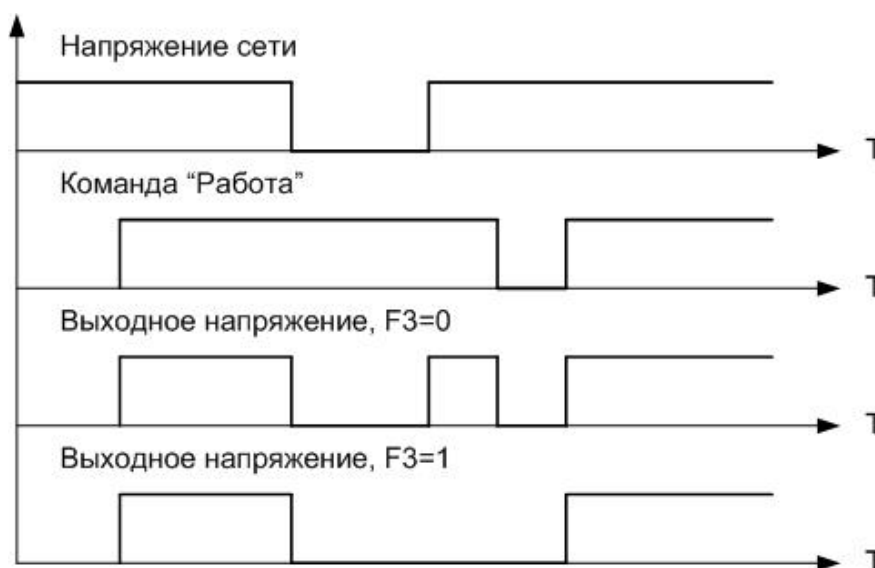 Напряжение сети
T
Команда “Работа”
T
Выходное напряжение, F3=0
T
Выходное напряжение, F3=1
T